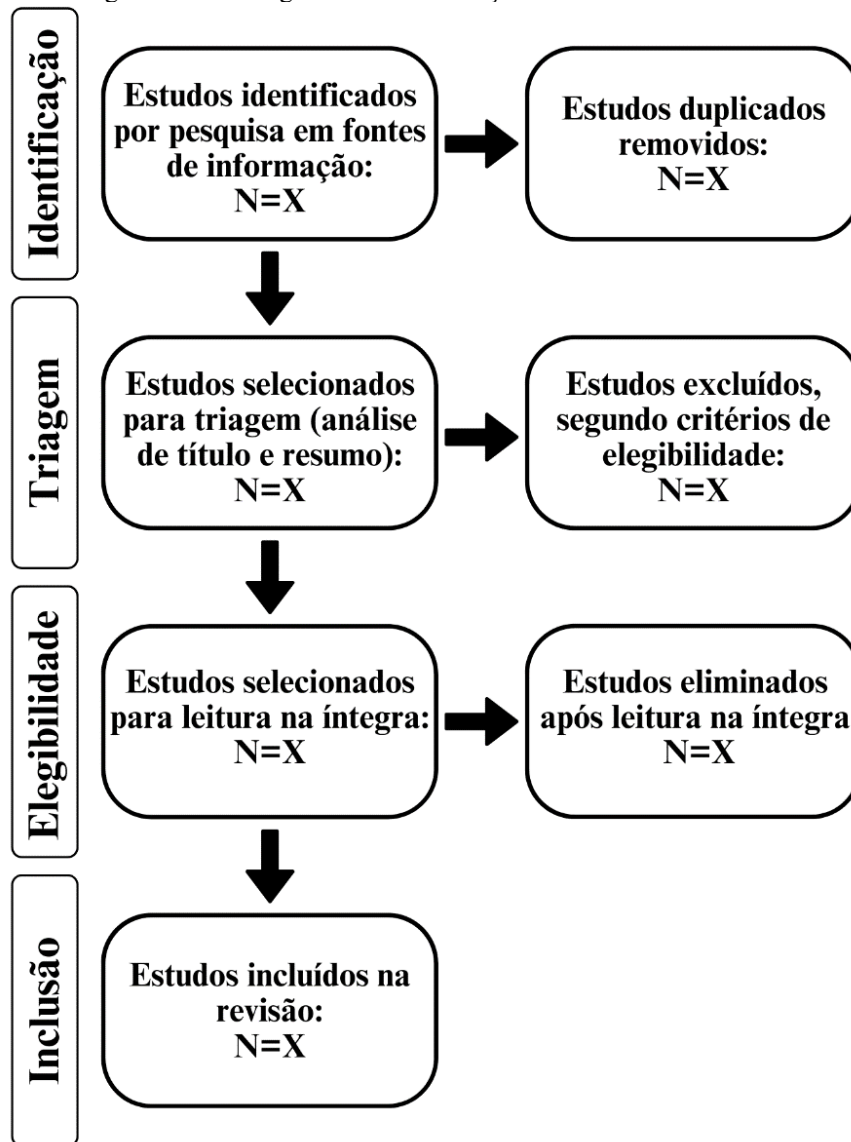 Identificação
Estudos identificados
por pesquisa em fontes
de informação:
N=X
Estudos duplicados
removidos:
N=X
Triagem
Estudos selecionados
para triagem (análise
de título e resumo):
N=X
Estudos excluídos,
segundo critérios de
elegibilidade:
N=X
Elegibilidade
Estudos selecionados
para leitura na íntegra:
N=X
Estudos eliminados
após leitura na íntegra
N=X
Inclusão
Estudos incluídos na
revisão:
N=X